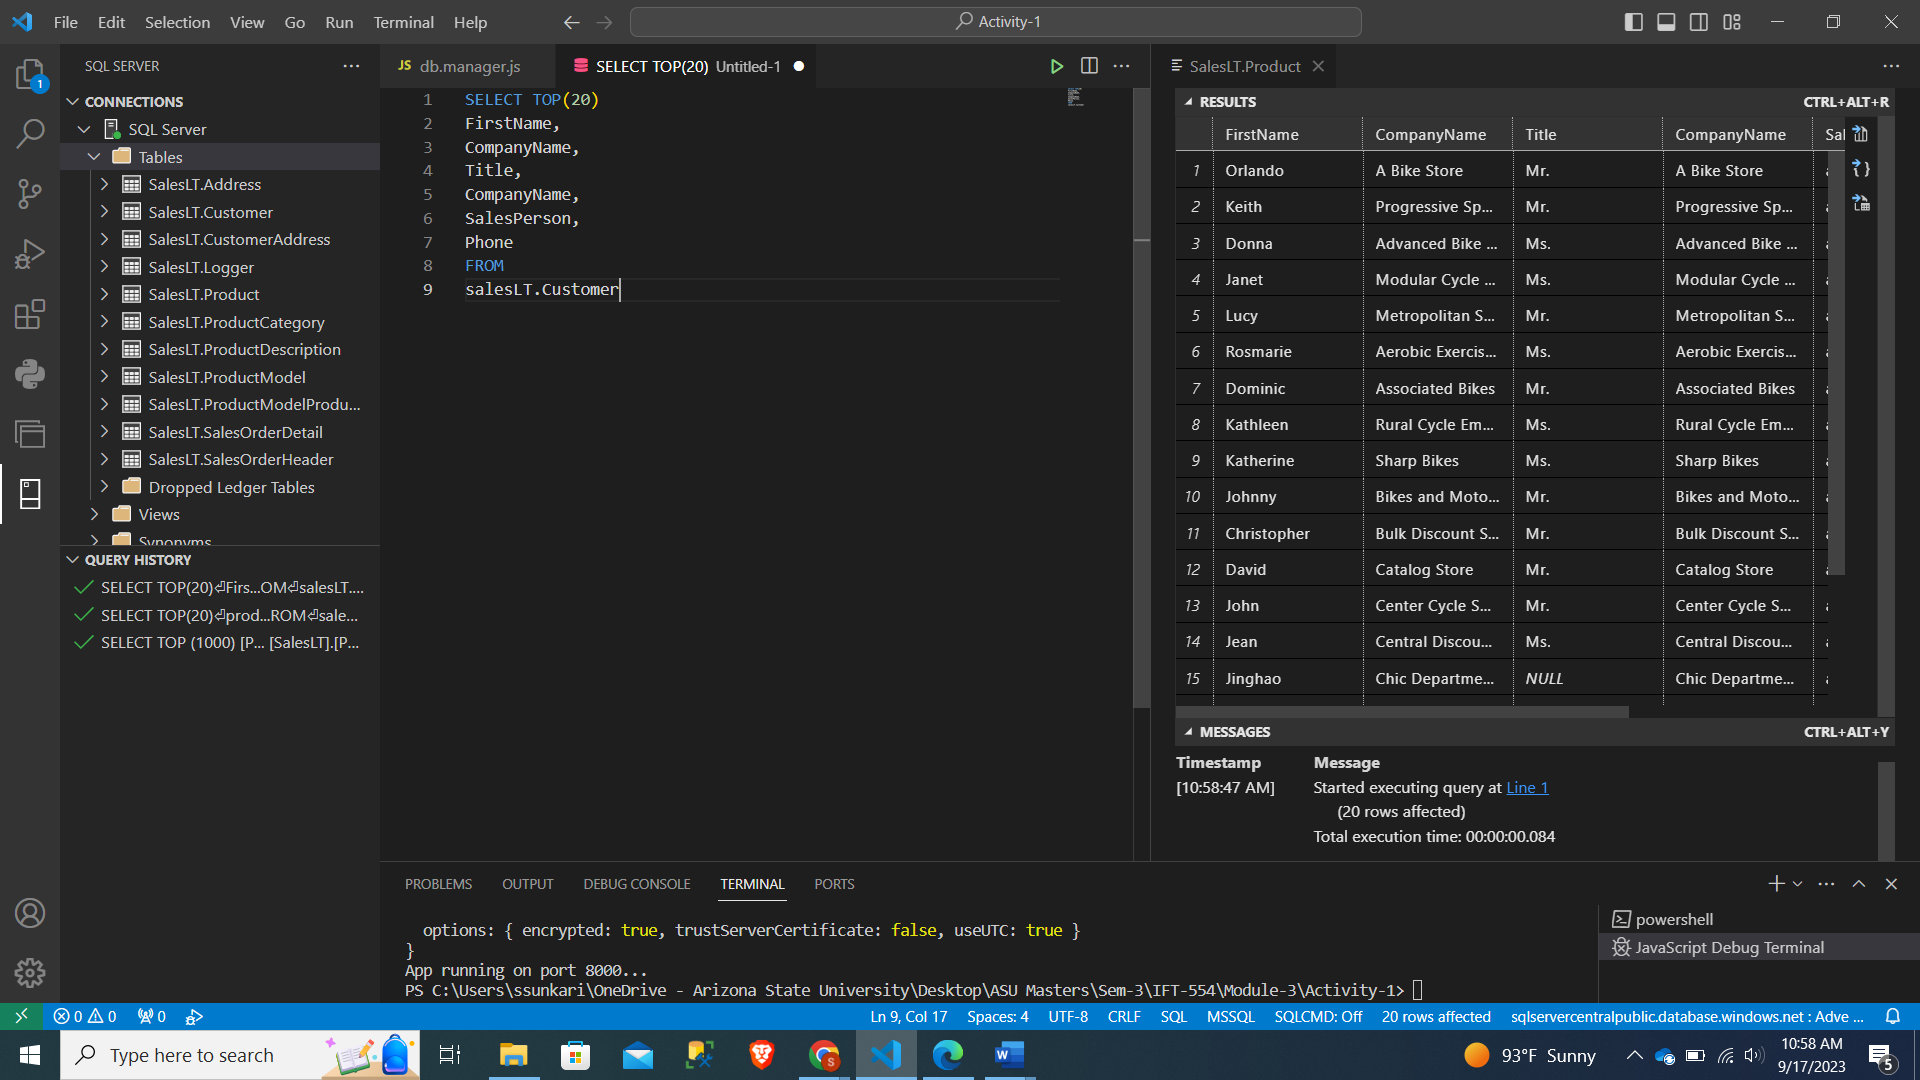 File Edit Selection View Go Run Terminal Help
Activity-1
SQL SERVER
CONNECTIONS
SQL Server
Tables
SalesLT.Address
SalesLT.Customer
SalesLT.CustomerAddress
SalesLT.Logger
SalesLT.Product
SalesLT.ProductCategory
SalesLT.ProductDescription
SalesLT.ProductModel
SalesLT.ProductModelProdu...
SalesLT.SalesOrderDetail
SalesLT.SalesOrderHeader
Dropped Ledger Tables
Views
Synonyms
QUERY HISTORY
SELECT TOP(20)⏎Firs...OM⏎salesLT....
SELECT TOP(20)⏎prod...ROM⏎sale...
SELECT TOP (1000) [P... [SalesLT].[P...
1
JS db.manager.js
SELECT TOP(20) Untitled-1
1 SELECT TOP(20)
2 FirstName,
3 CompanyName,
4 Title,
5 CompanyName,
6 SalesPerson,
7 Phone
8 FROM
9 salesLT.Customer
SalesLT.Product
RESULTS CTRL+ALT+R
FirstName CompanyName Title CompanyName Sal
1 Orlando A Bike Store Mr. A Bike Store
2 Keith Progressive Sp... Mr. Progressive Sp...
3 Donna Advanced Bike ... Ms. Advanced Bike ...
4 Janet Modular Cycle ... Ms. Modular Cycle ...
5 Lucy Metropolitan S... Mr. Metropolitan S...
6 Rosmarie Aerobic Exercis... Ms. Aerobic Exercis...
7 Dominic Associated Bikes Mr. Associated Bikes
8 Kathleen Rural Cycle Em... Ms. Rural Cycle Em...
9 Katherine Sharp Bikes Ms. Sharp Bikes
10 Johnny Bikes and Moto... Mr. Bikes and Moto...
11 Christopher Bulk Discount S... Mr. Bulk Discount S...
12 David Catalog Store Mr. Catalog Store
13 John Center Cycle S... Mr. Center Cycle S...
14 Jean Central Discou... Ms. Central Discou...
15 Jinghao Chic Departme... NULL Chic Departme...
MESSAGES CTRL+ALT+Y
Timestamp Message
[10:58:47 AM] Started executing query at Line 1
(20 rows affected)
Total execution time: 00:00:00.084
PROBLEMS OUTPUT DEBUG CONSOLE TERMINAL PORTS
options: { encrypted: true, trustServerCertificate: false, useUTC: true }
}
App running on port 8000...
PS C:\Users\ssunkari\OneDrive - Arizona State University\Desktop\ASU Masters\Sem-3\IFT-554\Module-3\Activity-1>
powershell
JavaScript Debug Terminal
0 0 0 Ln 9, Col 17 Spaces: 4 UTF-8 CRLF SQL MSSQL SQLCMD: Off 20 rows affected sqlservercentralpublic.database.windows.net : Adve ...
Type here to search
93°F Sunny
10:58 AM
9/17/2023
5